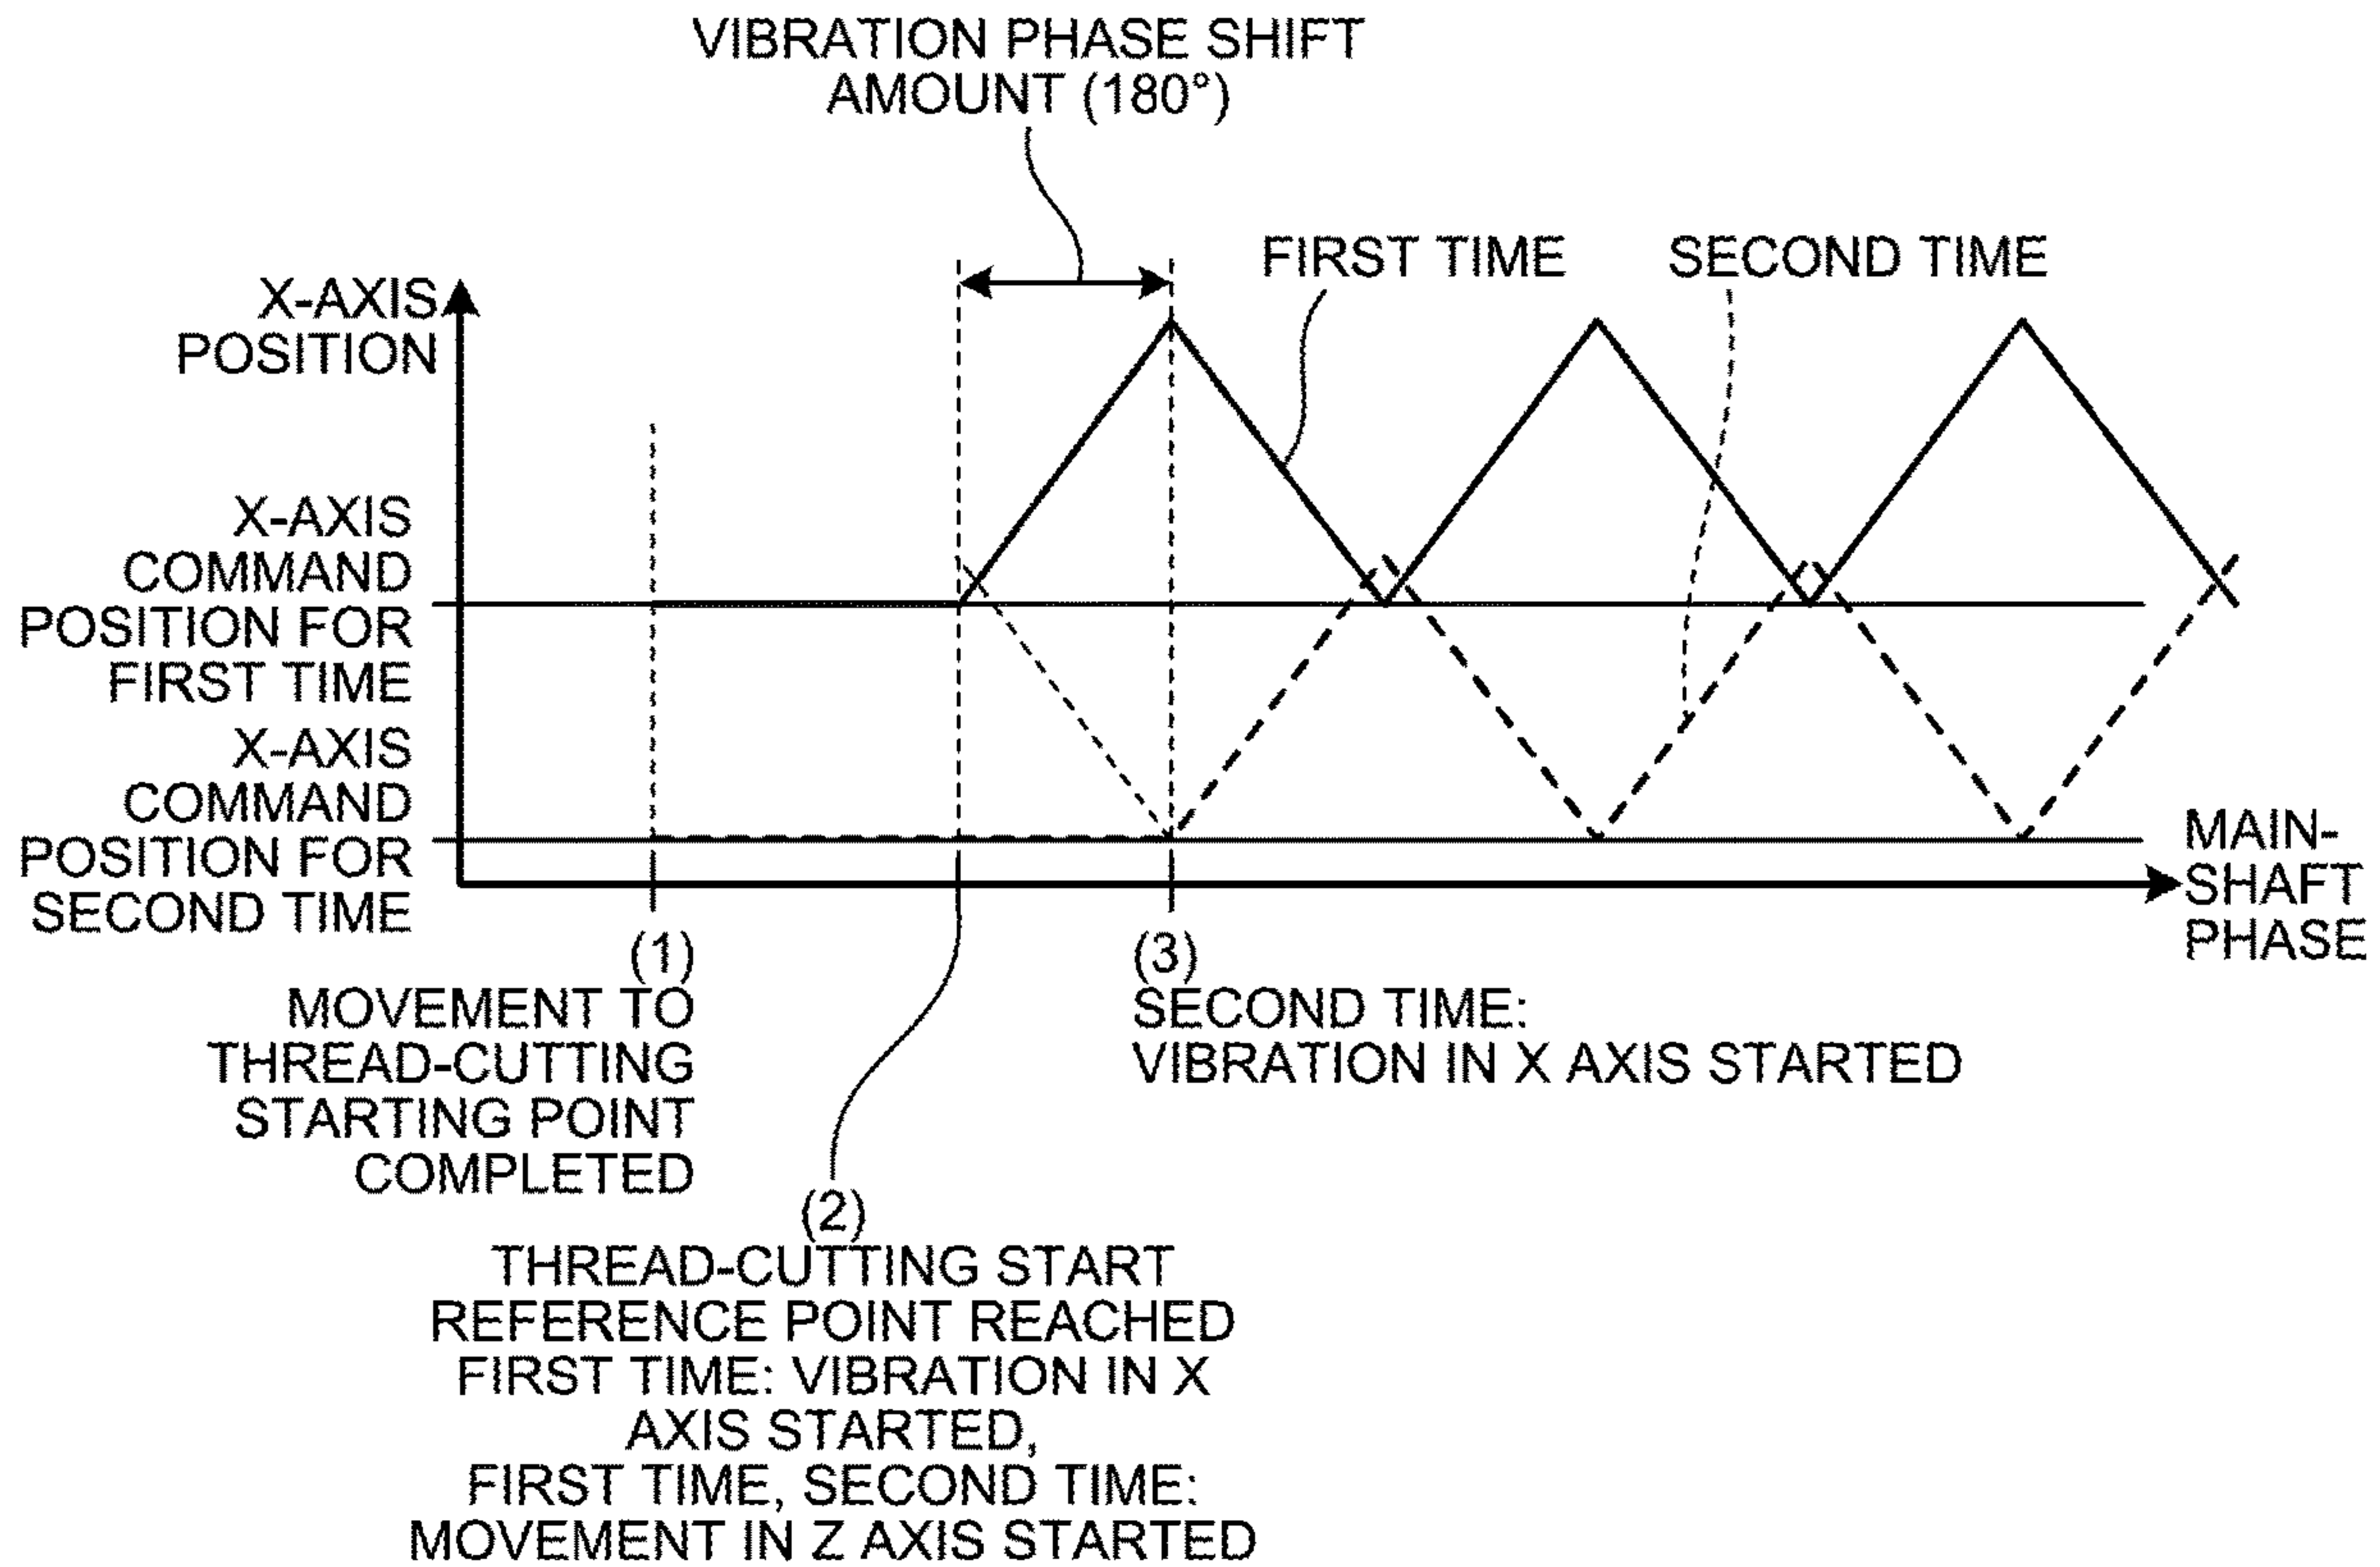 VIBRATION PHASE SHIFT
AMOUNT (180°)
FIRST TIME
SECOND TIME
X-AXIS
POSITION
X-AXIS
COMMAND
POSITION FOR
FIRST TIME
X-AXIS
COMMAND
POSITION FOR
SECOND TIME
MAIN-
SHAFT
PHASE
(1)
MOVEMENT TO
THREAD-CUTTING
STARTING POINT
COMPLETED
(3)
SECOND TIME:
VIBRATION IN X AXIS STARTED
(2)
THREAD-CUTTING START
REFERENCE POINT REACHED
FIRST TIME: VIBRATION IN X
AXIS STARTED,
FIRST TIME, SECOND TIME:
MOVEMENT IN Z AXIS STARTED